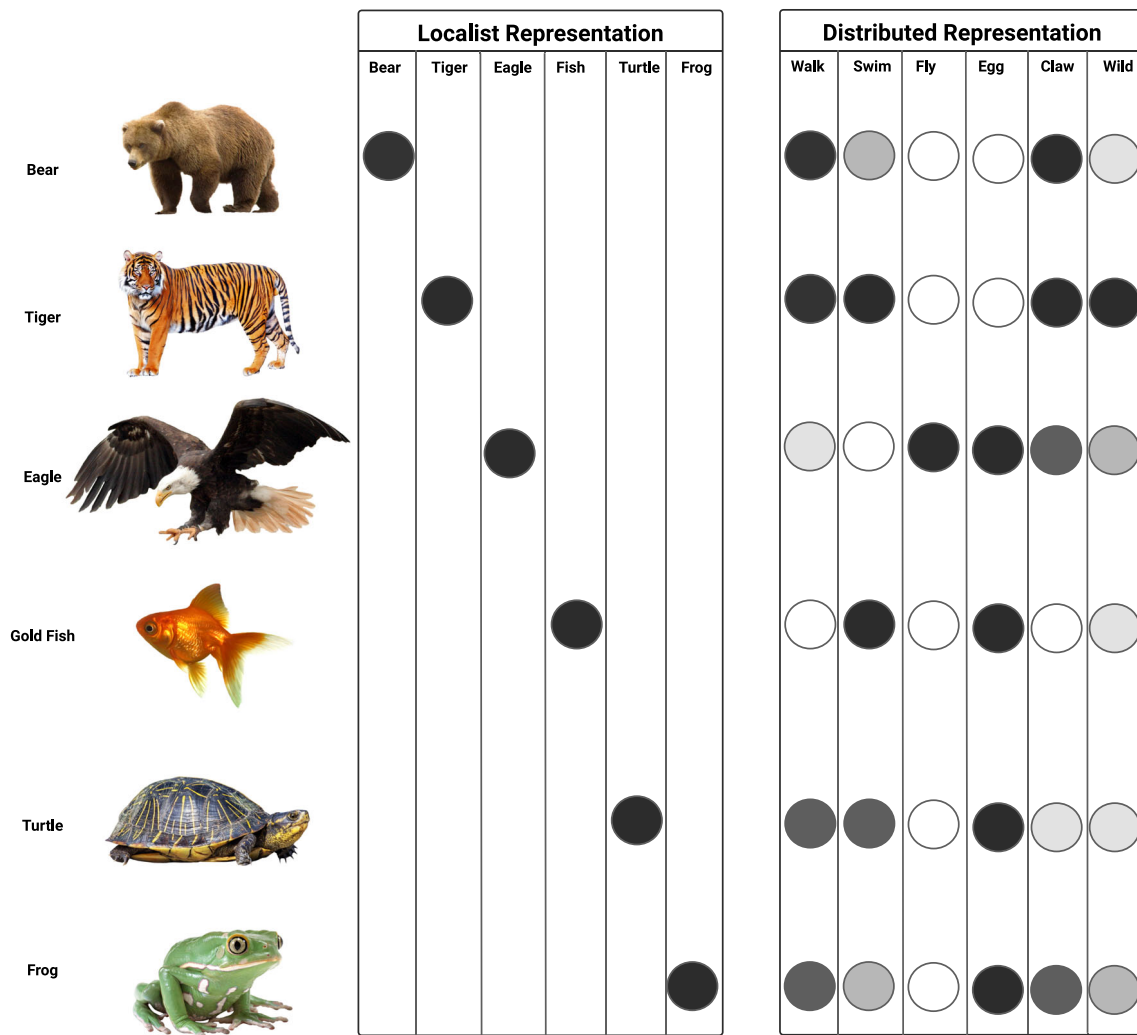 Localist Representation
Distributed Representation
Bear Tiger Eagle Fish Turtle Frog
Walk Swim Fly Egg Claw Wild
Bear
Tiger
Eagle
Gold Fish
Turtle
Frog